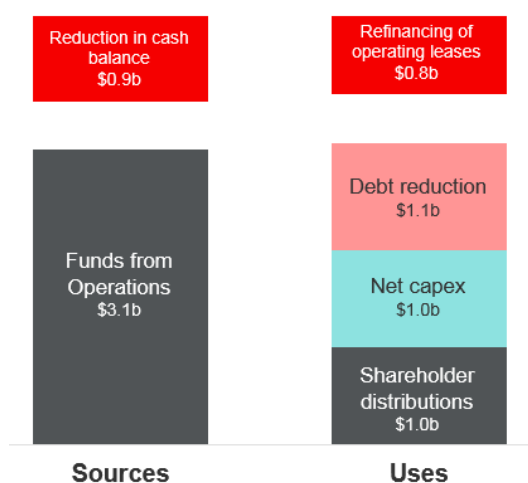 Reduction in cash
balance
$0.9b
Refinancing of
operating leases
$0.8b
Funds from
Operations
$3.1b
Debt reduction
$1.1b
Net capex
$1.0b
Shareholder
distributions
$1.0b
Sources
Uses